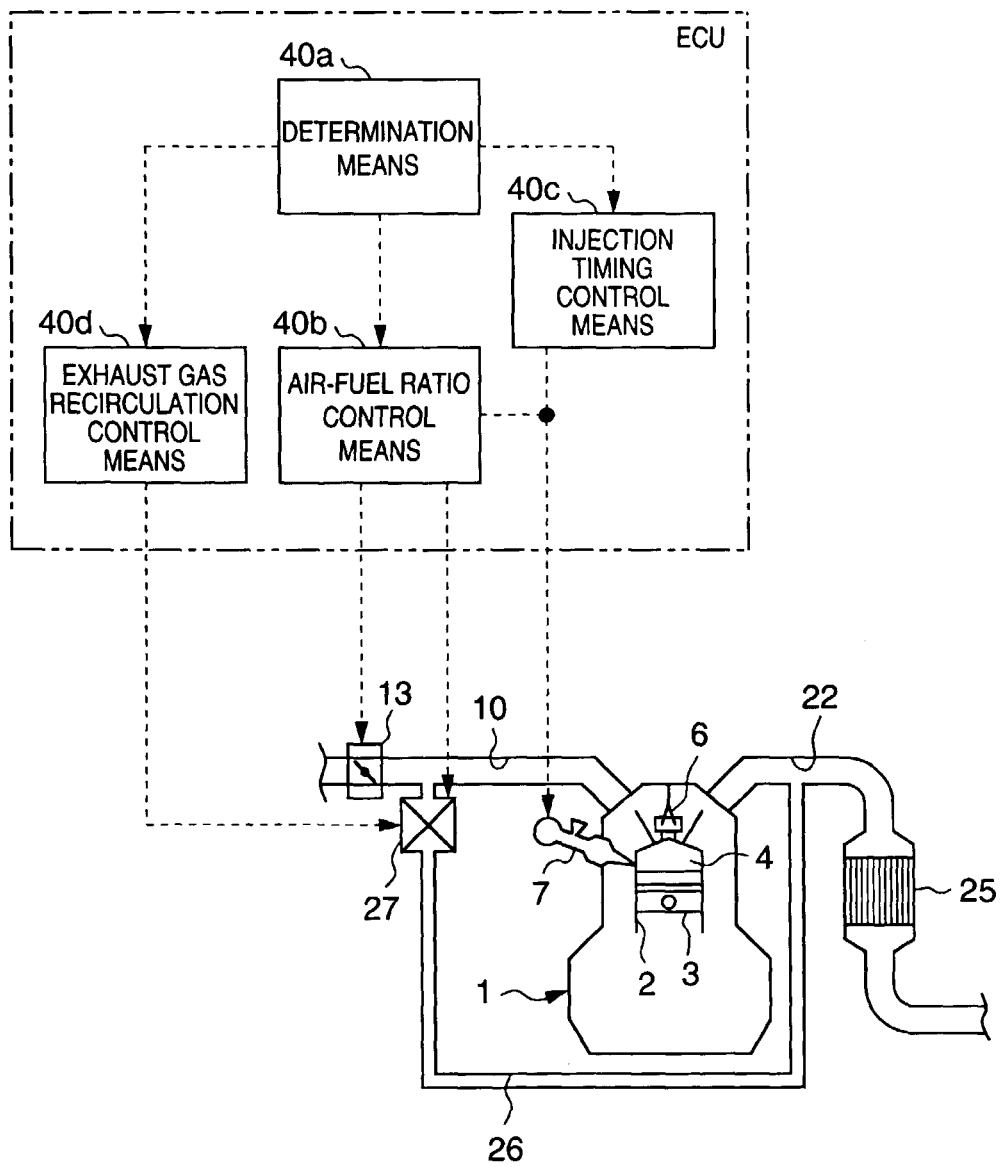 ECU
40a
DETERMINATION
MEANS
40c
INJECTION
TIMING
CONTROL
MEANS
40d
EXHAUST GAS
RECIRCULATION
CONTROL
MEANS
40b
AIR-FUEL RATIO
CONTROL
MEANS
13
10
6
22
27
7
4
25
1
2
3
26